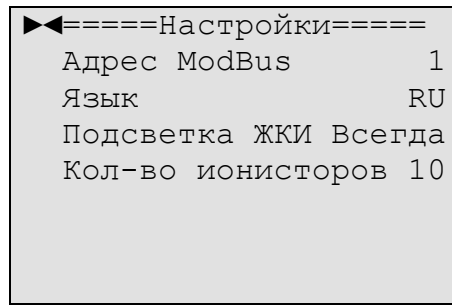 ►◄=====Настройки=====
Адрес ModBus 1
Язык RU
Подсветка ЖКИ Всегда
Кол-во ионисторов 10